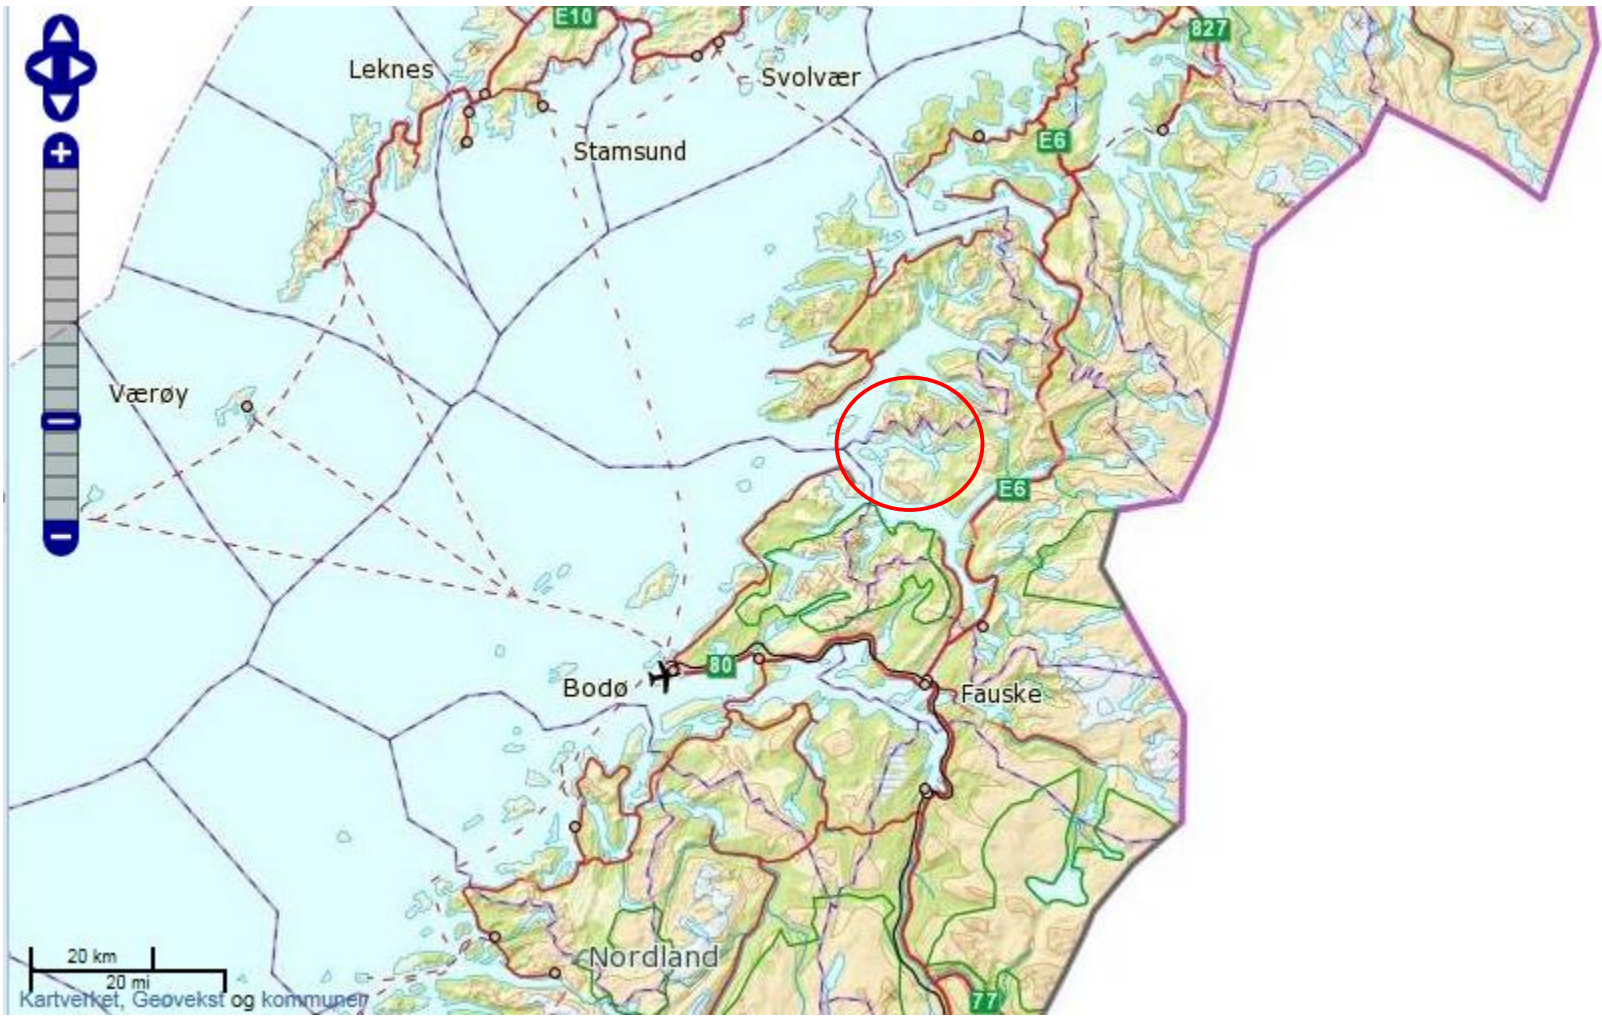 E10
827
Leknes
Svolvær
E6
Stamsund
+
Værøy
E6
–
80
Bodø
Fauske
Nordland
20 km
20 mi
Kartverket, Geovekst og kommuner
77